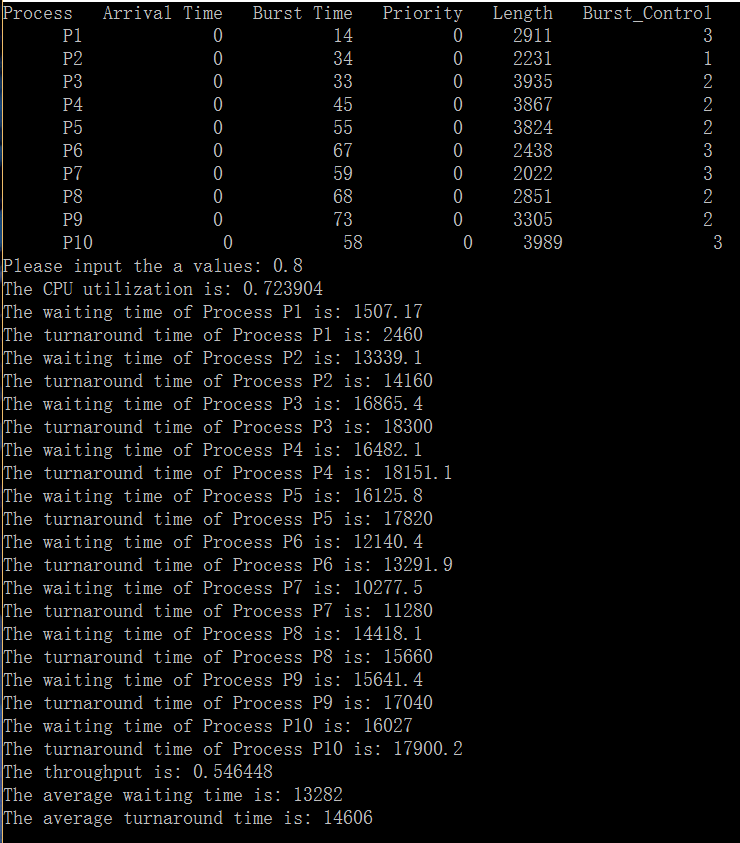 Process   Arrival Time   Burst Time   Priority   Length   Burst_Control
P1   0   14   0   2911   3
P2   0   34   0   2231   1
P3   0   33   0   3935   2
P4   0   45   0   3867   2
P5   0   55   0   3824   2
P6   0   67   0   2438   3
P7   0   59   0   2022   3
P8   0   68   0   2851   2
P9   0   73   0   3305   2
P10   0   58   0   3989   3
Please input the a values: 0.8
The CPU utilization is: 0.723904
The waiting time of Process P1 is: 1507.17
The turnaround time of Process P1 is: 2460
The waiting time of Process P2 is: 13339.1
The turnaround time of Process P2 is: 14160
The waiting time of Process P3 is: 16865.4
The turnaround time of Process P3 is: 18300
The waiting time of Process P4 is: 16482.1
The turnaround time of Process P4 is: 18151.1
The waiting time of Process P5 is: 16125.8
The turnaround time of Process P5 is: 17820
The waiting time of Process P6 is: 12140.4
The turnaround time of Process P6 is: 13291.9
The waiting time of Process P7 is: 10277.5
The turnaround time of Process P7 is: 11280
The waiting time of Process P8 is: 14418.1
The turnaround time of Process P8 is: 15660
The waiting time of Process P9 is: 15641.4
The turnaround time of Process P9 is: 17040
The waiting time of Process P10 is: 16027
The turnaround time of Process P10 is: 17900.2
The throughput is: 0.546448
The average waiting time is: 13282
The average turnaround time is: 14606